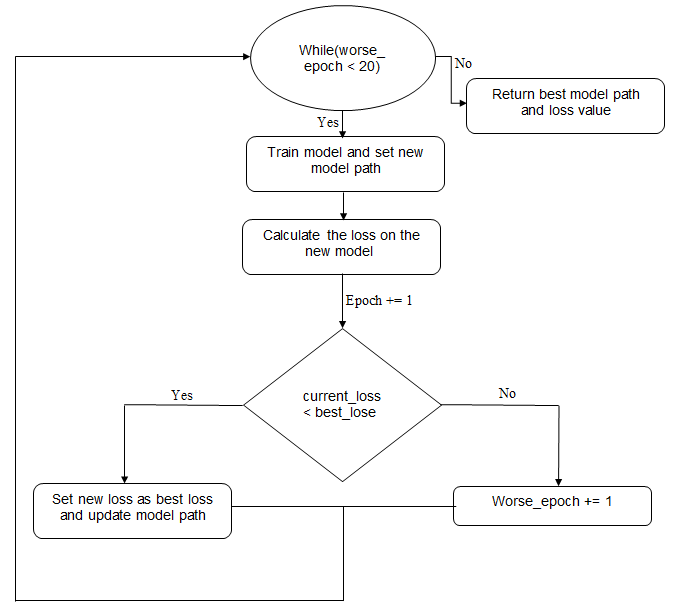 While(worse_
epoch < 20)
No
Return best model path
and loss value
Yes
Train model and set new
model path
Calculate the loss on the
new model
Epoch += 1
current_loss
< best_lose
Yes
No
Set new loss as best loss
and update model path
Worse_epoch += 1